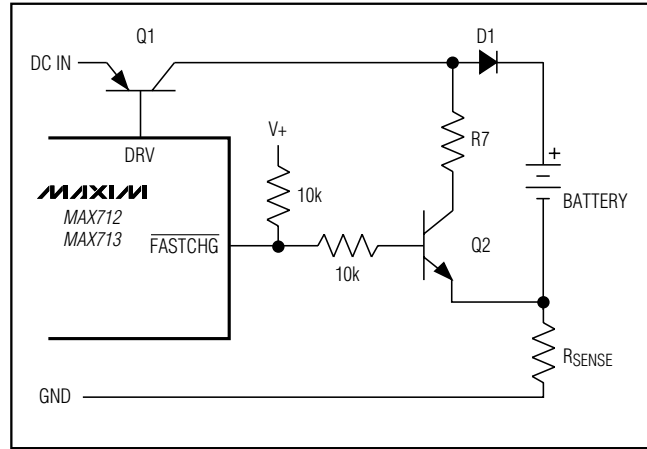 Q1
D1
DC IN
V+
R7
DRV
+
MAXIM
10k
MAX712
BATTERY
MAX713
FASTCHG
Q2
10k
RSENSE
GND